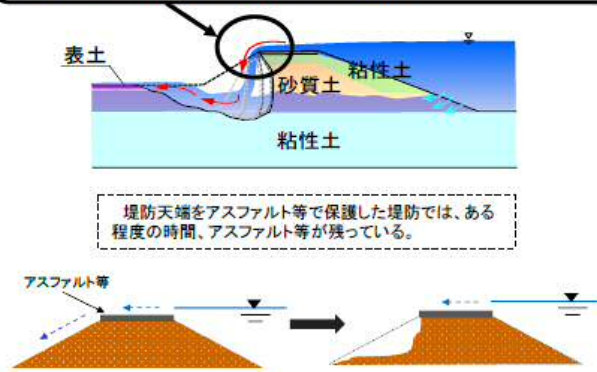 表土
粘性土
砂質土
粘性土
堤防天端をアスファルト等で保護した堤防では、ある
程度の時間、アスファルト等が残っている。
アスファルト等